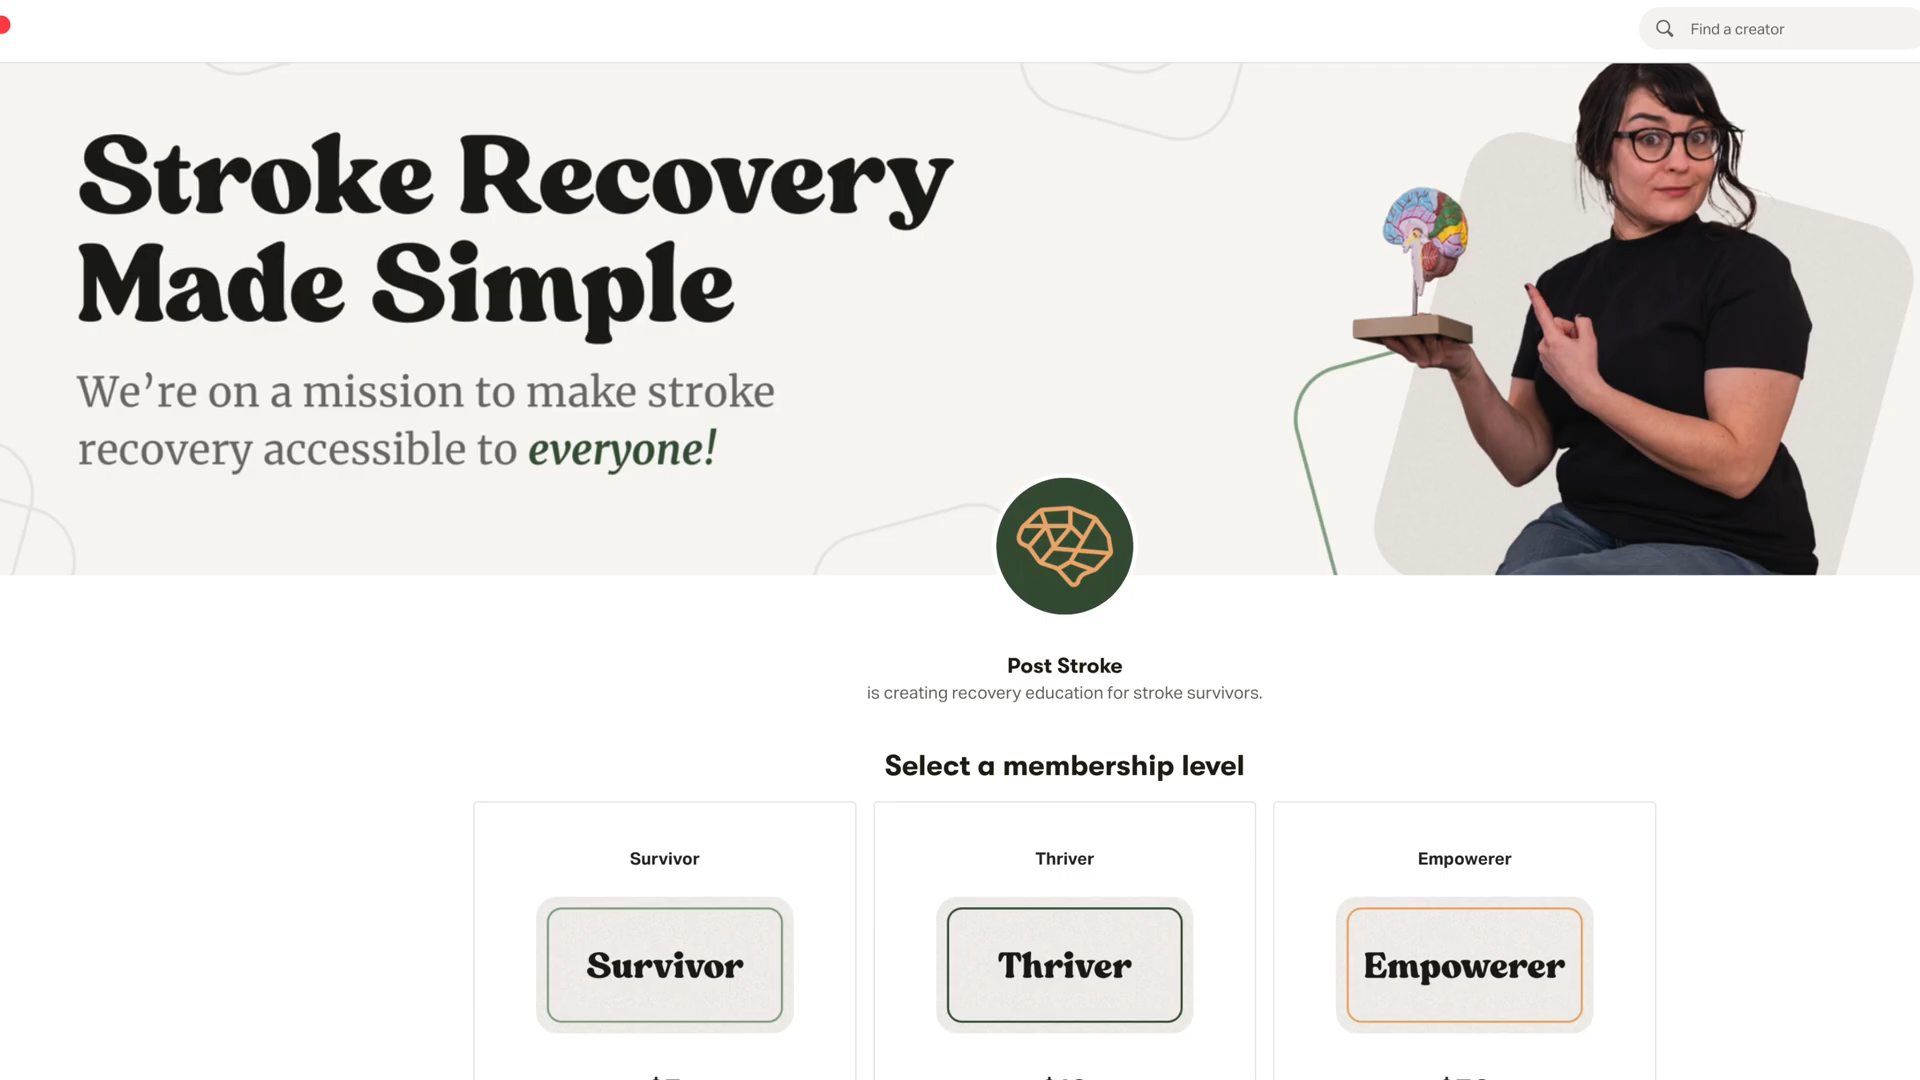 Find a creator
Stroke Recovery
Made Simple
We’re on a mission to make stroke
recovery accessible to everyone!
Post Stroke
is creating recovery education for stroke survivors.
Select a membership level
Survivor
Thriver
Empowerer
Survivor
Thriver
Empowerer